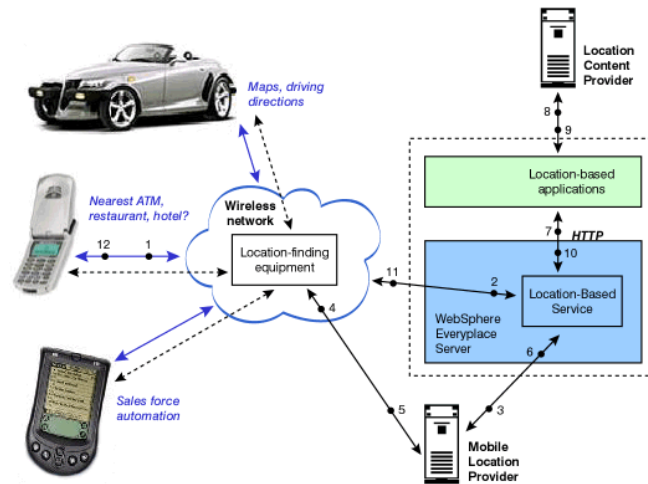 Maps, driving
directions
Location
Content
Provider
8
9
Location-based
applications
Nearest ATM,
restaurant, hotel?
Wireless
network
7
HTTP
10
12
1
Location-finding
equipment
11
2
Location-Based
Service
4
WebSphere
Everyplace
Server
6
Sales force
automation
5
3
Mobile
Location
Provider